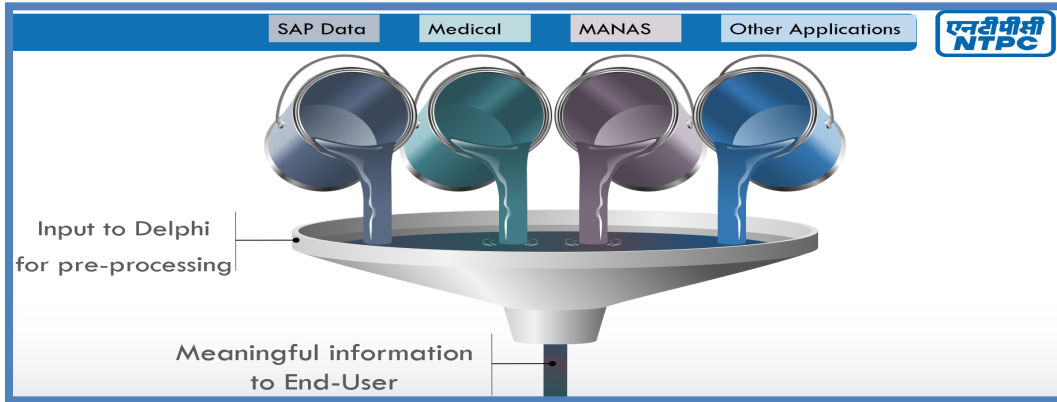 SAP Data
Medical
MANAS
Other Applications
एनटीपीसी
NTPC
Input to Delphi
for pre-processing
Meaningful information
to End-User